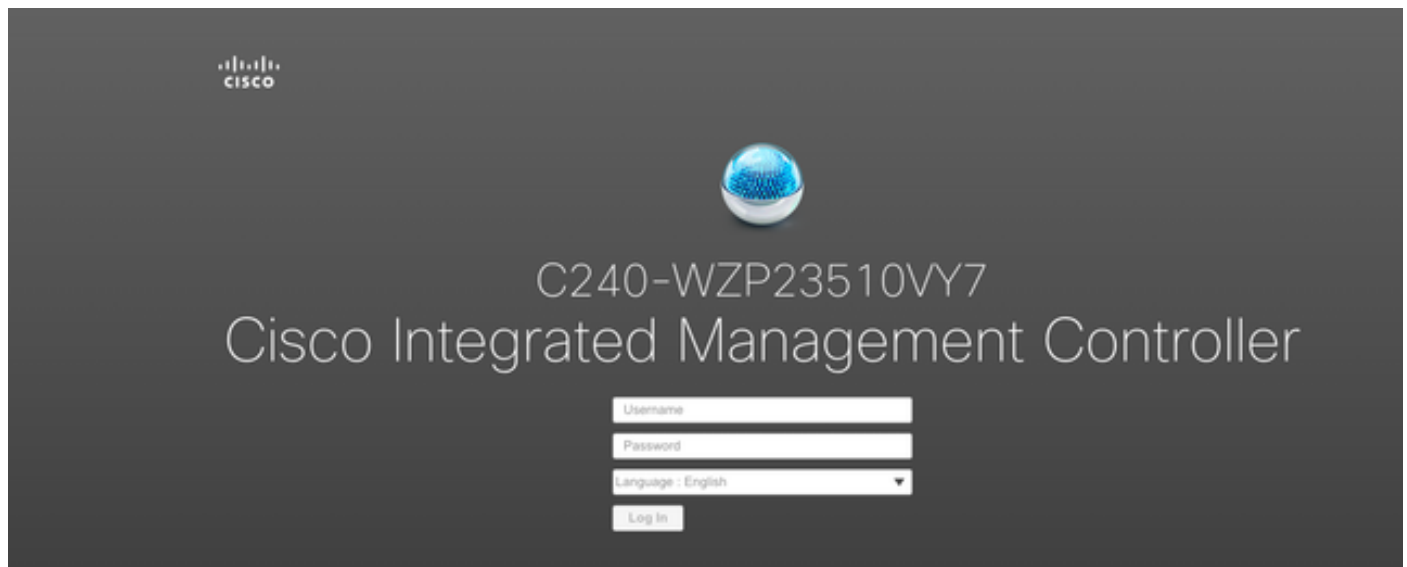 CISCO
C240-WZP23510VY7
Cisco Integrated Management Controller
Username
Password
Language : English
Log In